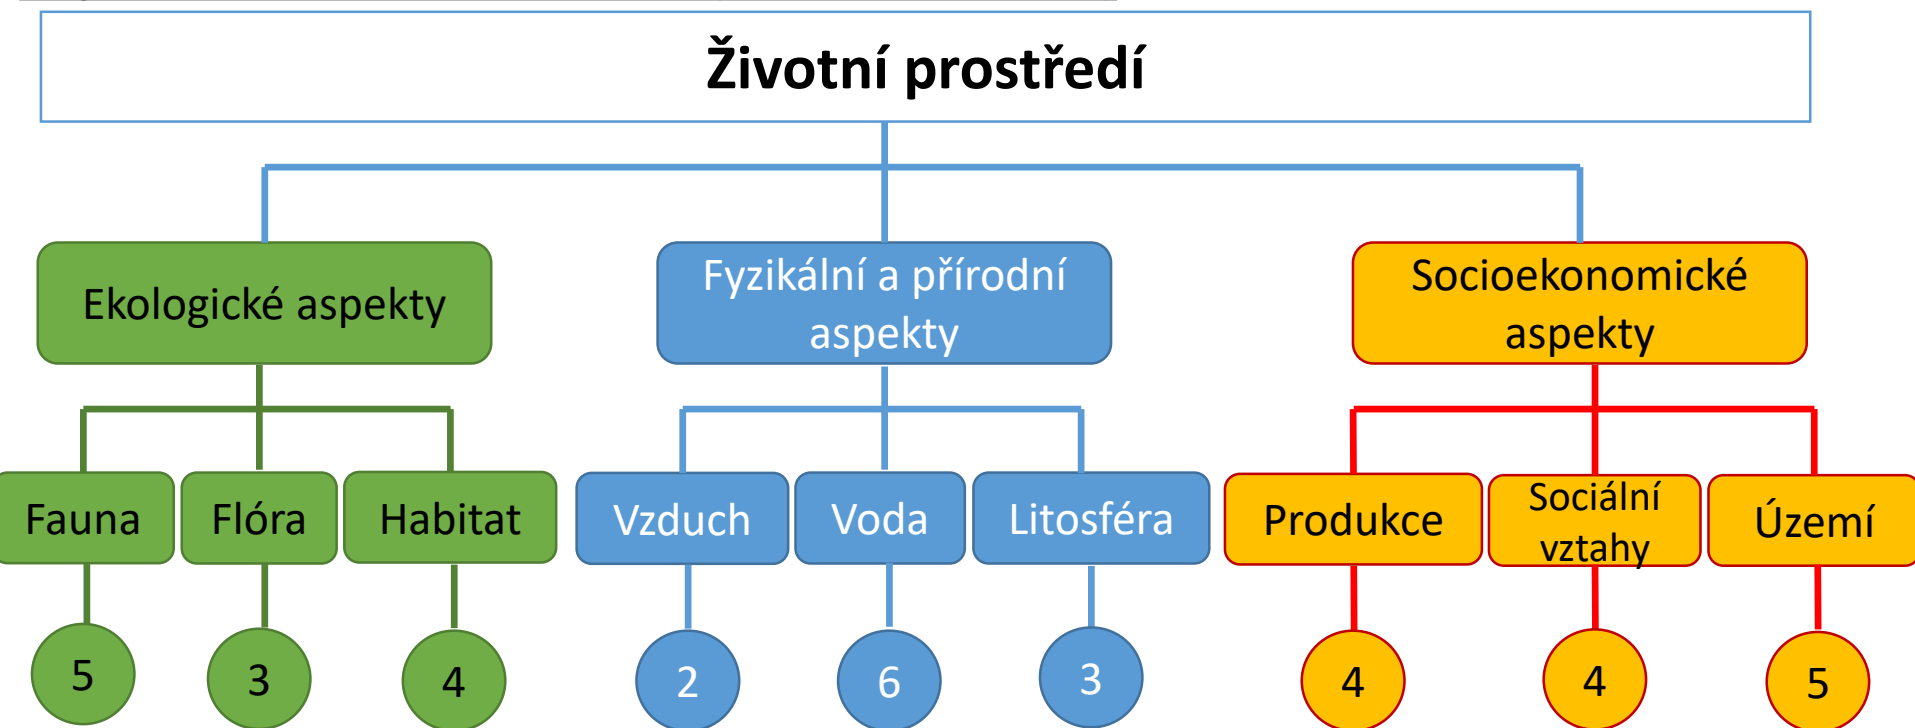 Životní prostředí
Ekologické aspekty
Fyzikální a přírodní
aspekty
Socioekonomické
aspekty
Fauna
Flóra
Habitat
Vzduch
Voda
Litosféra
Produkce
Sociální
vztahy
Území
5
3
4
2
6
3
4
4
5